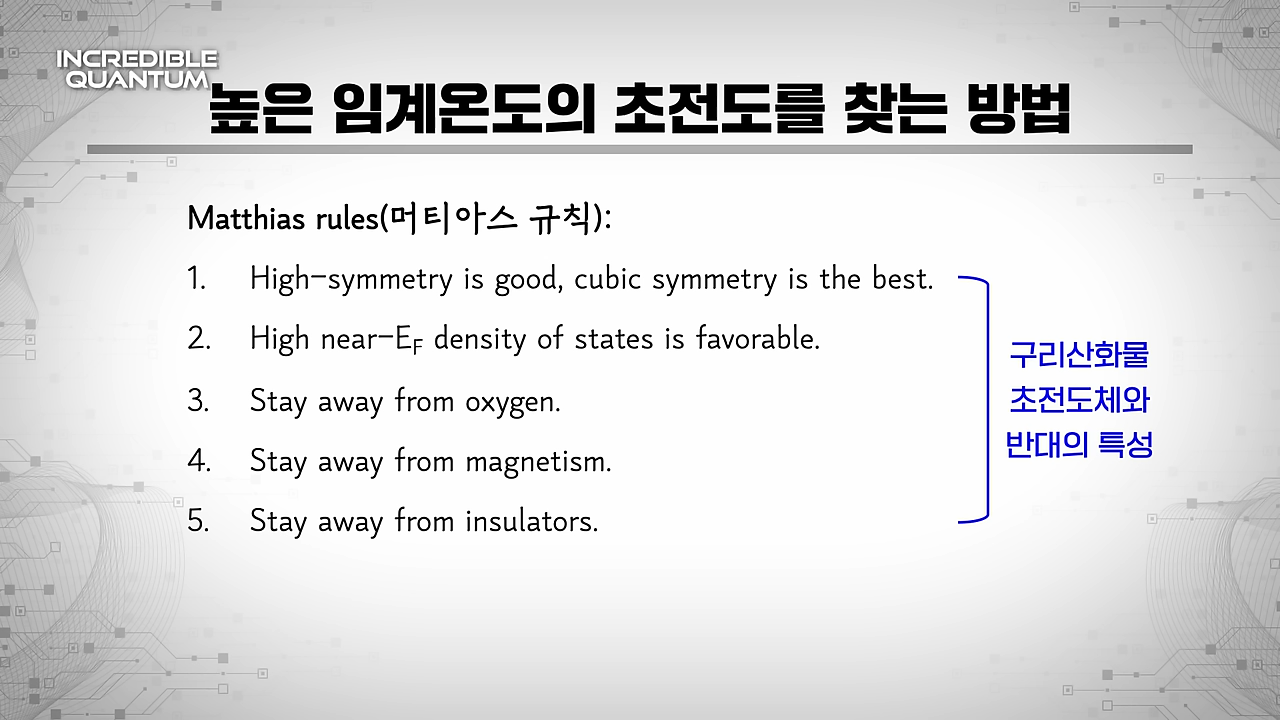 INCREDIBLE
QUANTUM
높은 임계온도의 초전도를 찾는 방법
Matthias rules(머티아스 규칙):
1. High-symmetry is good, cubic symmetry is the best.
2. High near-E_F density of states is favorable.
3. Stay away from oxygen.
4. Stay away from magnetism.
5. Stay away from insulators.
구리산화물
초전도체와
반대의 특성